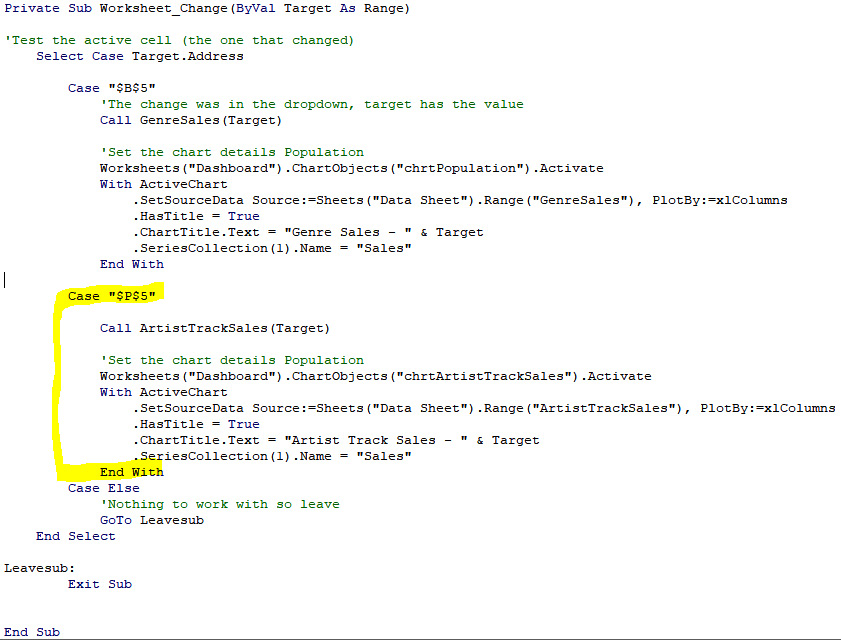 Private Sub Worksheet_Change(ByVal Target As Range)
'Test the active cell (the one that changed)
Select Case Target.Address
Case "$B$5"
'The change was in the dropdown, target has the value
Call GenreSales(Target)
'Set the chart details Population
Worksheets("Dashboard").ChartObjects("chrtPopulation").Activate
With ActiveChart
.SetSourceData Source:=Sheets("Data Sheet").Range("GenreSales"), PlotBy:=xlColumns
.HasTitle = True
.ChartTitle.Text = "Genre Sales - " & Target
.SeriesCollection(1).Name = "Sales"
End With
Case "$P$5"
Call ArtistTrackSales(Target)
'Set the chart details Population
Worksheets("Dashboard").ChartObjects("chrtArtistTrackSales").Activate
With ActiveChart
.SetSourceData Source:=Sheets("Data Sheet").Range("ArtistTrackSales"), PlotBy:=xlColumns
.HasTitle = True
.ChartTitle.Text = "Artist Track Sales - " & Target
.SeriesCollection(1).Name = "Sales"
End With
Case Else
'Nothing to work with so leave
GoTo Leavesub
End Select
Leavesub:
Exit Sub
End Sub